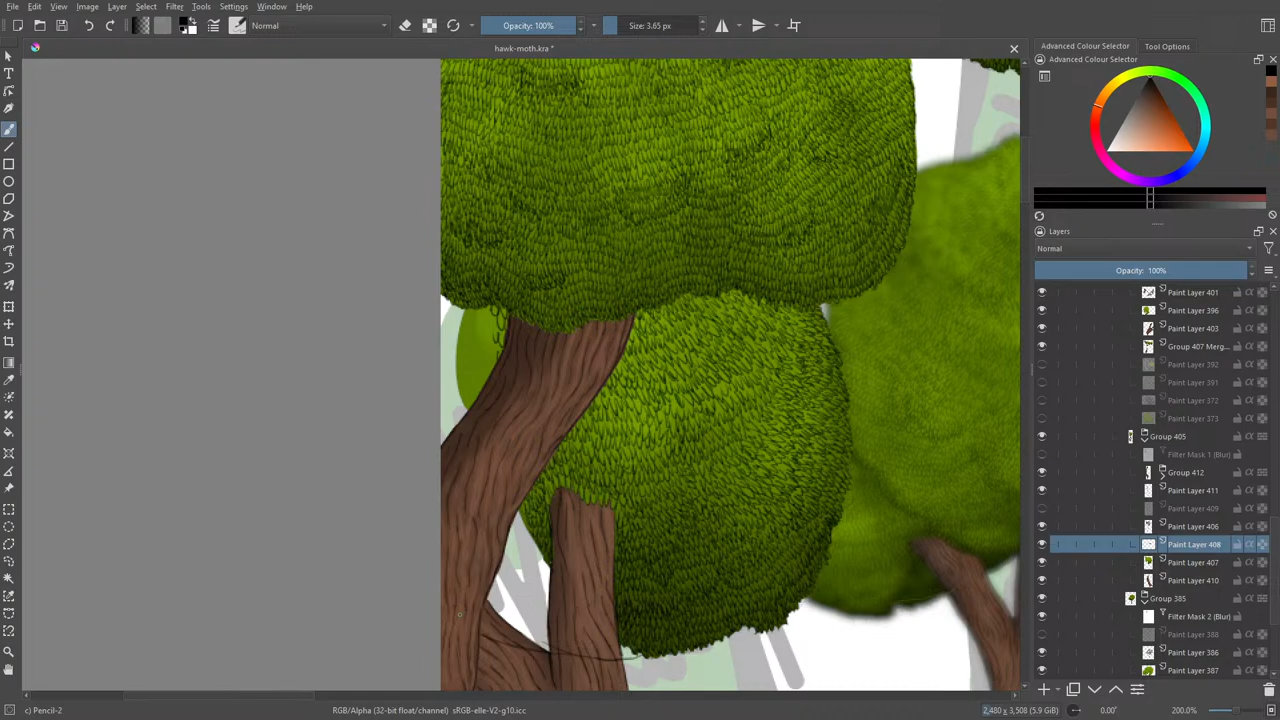 File Edit View Image Layer Select Filter Tools Settings Window Help
Normal Opacity: 100% Size: 3.65 px
hawk-moth.kra *
Advanced Colour Selector Tool Options
Advanced Colour Selector
Layers
Normal
Opacity: 100%
Paint Layer 401
Paint Layer 396
Paint Layer 403
Group 407 Merg...
Paint Layer 392
Paint Layer 391
Paint Layer 372
Paint Layer 373
Group 405
Filter Mask 1 (Blur)
Group 412
Paint Layer 411
Paint Layer 409
Paint Layer 406
Paint Layer 408
Paint Layer 407
Paint Layer 410
Group 385
Filter Mask 2 (Blur)
Paint Layer 388
Paint Layer 386
Paint Layer 387
c) Pencil-2 RGB/Alpha (32-bit float/channel) sRGB-elle-V2-g10.icc 2,480 x 3,508 (5.9 GiB) 0.00° 200.0%